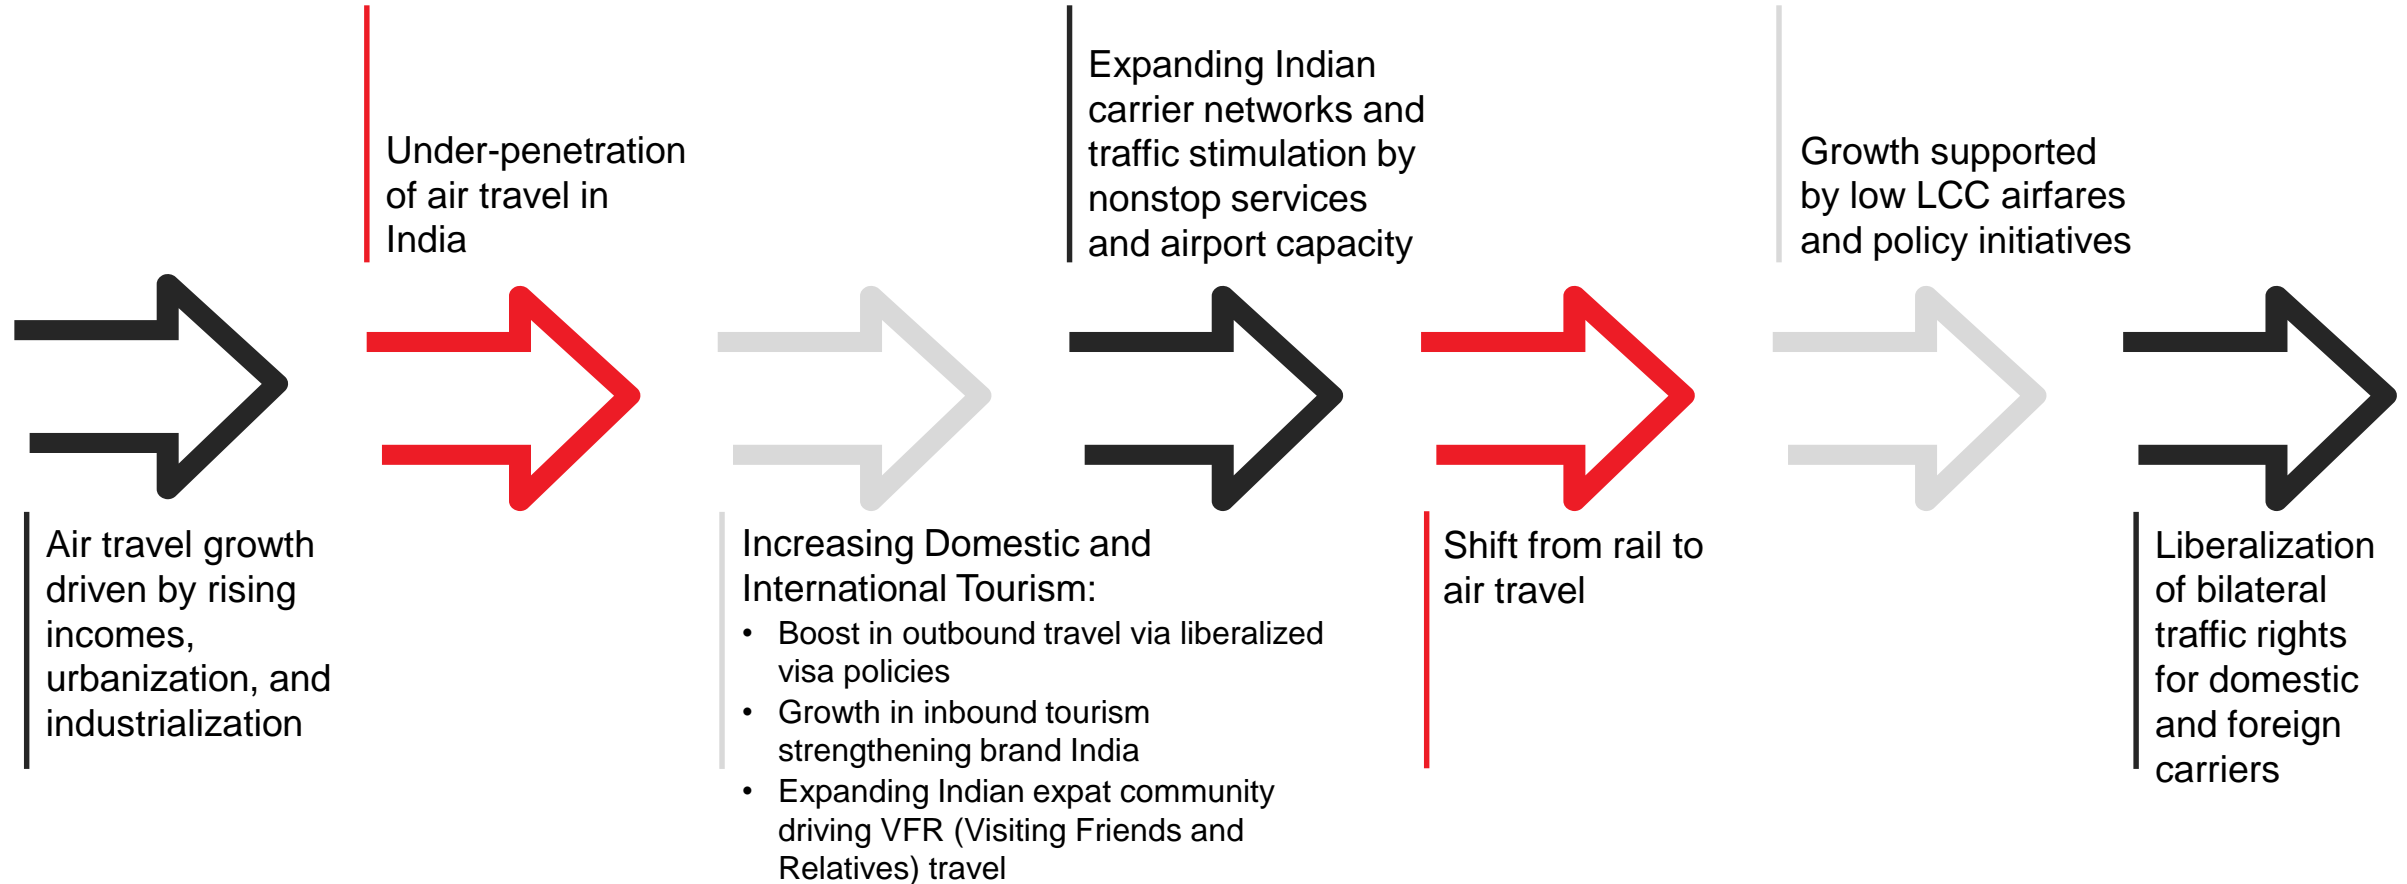 Air travel growth
driven by rising
incomes,
urbanization, and
industrialization
Under-penetration
of air travel in
India
Increasing Domestic and
International Tourism:
• Boost in outbound travel via liberalized
visa policies
• Growth in inbound tourism
strengthening brand India
• Expanding Indian expat community
driving VFR (Visiting Friends and
Relatives) travel
Expanding Indian
carrier networks and
traffic stimulation by
nonstop services
and airport capacity
Shift from rail to
air travel
Growth supported
by low LCC airfares
and policy initiatives
Liberalization
of bilateral
traffic rights
for domestic
and foreign
carriers